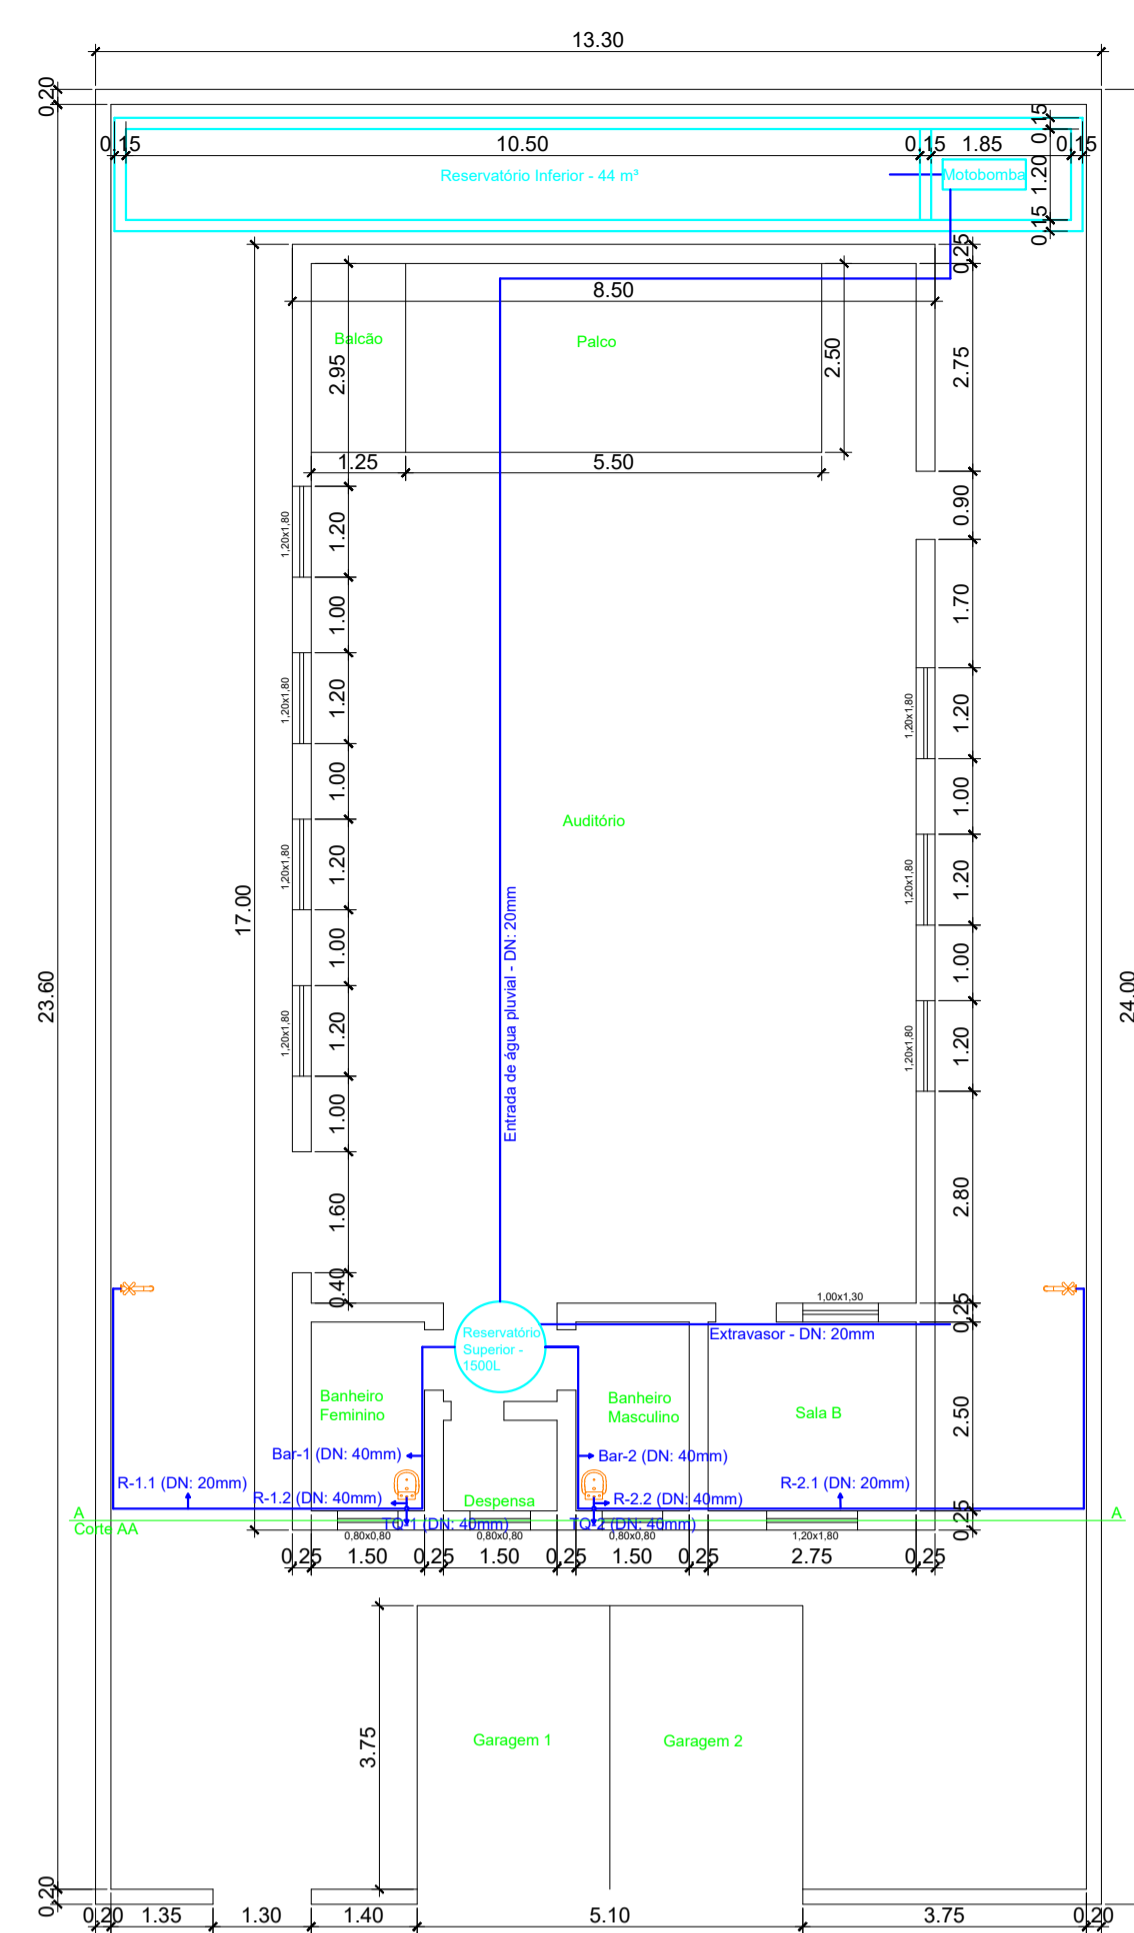 13.30
0.20
0.15
10.50
0.15
1.85
0.15
0.15
1.20
0.15
Reservatório Inferior - 44 m³
Motobomba
0.25
8.50
Balcão
Palco
2.95
2.50
2.75
1.25
5.50
0.90
1,20x1,80
1.20
1.00
1.70
1,20x1,80
1.20
1,20x1,80
1.20
1.00
1.00
Auditório
1,20x1,80
1.20
1,20x1,80
1.20
17.00
1.00
1.00
Entrada de água pluvial - DN: 20mm
23.60
24.00
1,20x1,80
1.20
1,20x1,80
1.20
1.00
1.60
2.80
0.40
1,00x1,30
0.25
Reservatório
Superior -
1500L
Extravasor - DN: 20mm
Banheiro
Feminino
Banheiro
Masculino
Sala B
2.50
Bar-1 (DN: 40mm)
Bar-2 (DN: 40mm)
R-1.1 (DN: 20mm)
R-2.1 (DN: 20mm)
R-1.2 (DN: 40mm)
Despensa
R-2.2 (DN: 40mm)
A
A
Corte AA
TQ-1 (DN: 40mm)
TQ-2 (DN: 40mm)
0.25
0,80x0,80
0,80x0,80
0,80x0,80
1,20x1,80
0.25
1.50
0.25
1.50
0.25
1.50
0.25
2.75
0.25
3.75
Garagem 1
Garagem 2
0.20
0.20
1.35
1.30
1.40
5.10
3.75
0.20